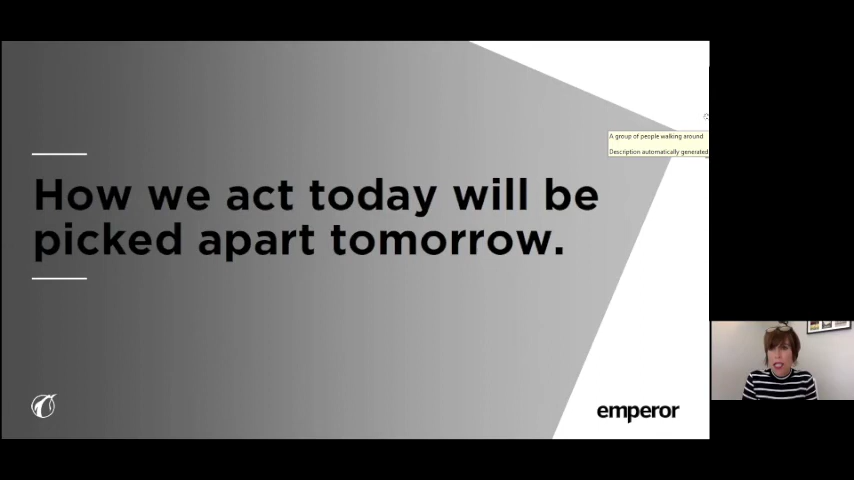 A group of people walking around
Description automatically generated
How we act today will be
picked apart tomorrow.
emperor